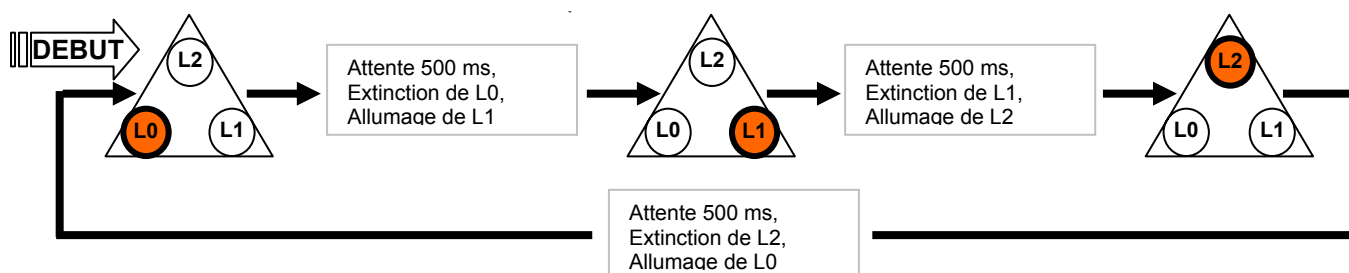 DEBUT
L2
L0
L1
Attente 500 ms,
Extinction de L0,
Allumage de L1
L2
L0
L1
Attente 500 ms,
Extinction de L1,
Allumage de L2
L2
L0
L1
Attente 500 ms,
Extinction de L2,
Allumage de L0